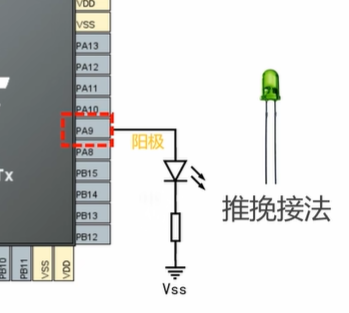 VDD
VSS
PA13
PA12
PA11
PA10
PA9
阳极
PA8
PB15
PB14
PB13
PB12
Tx
推挽接法
PB10
PB11
VSS
VDD
Vss